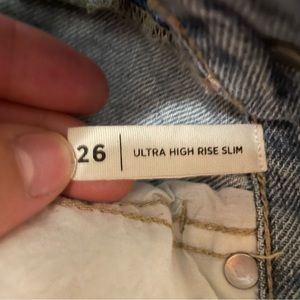 26 | ULTRA HIGH RISE SLIM